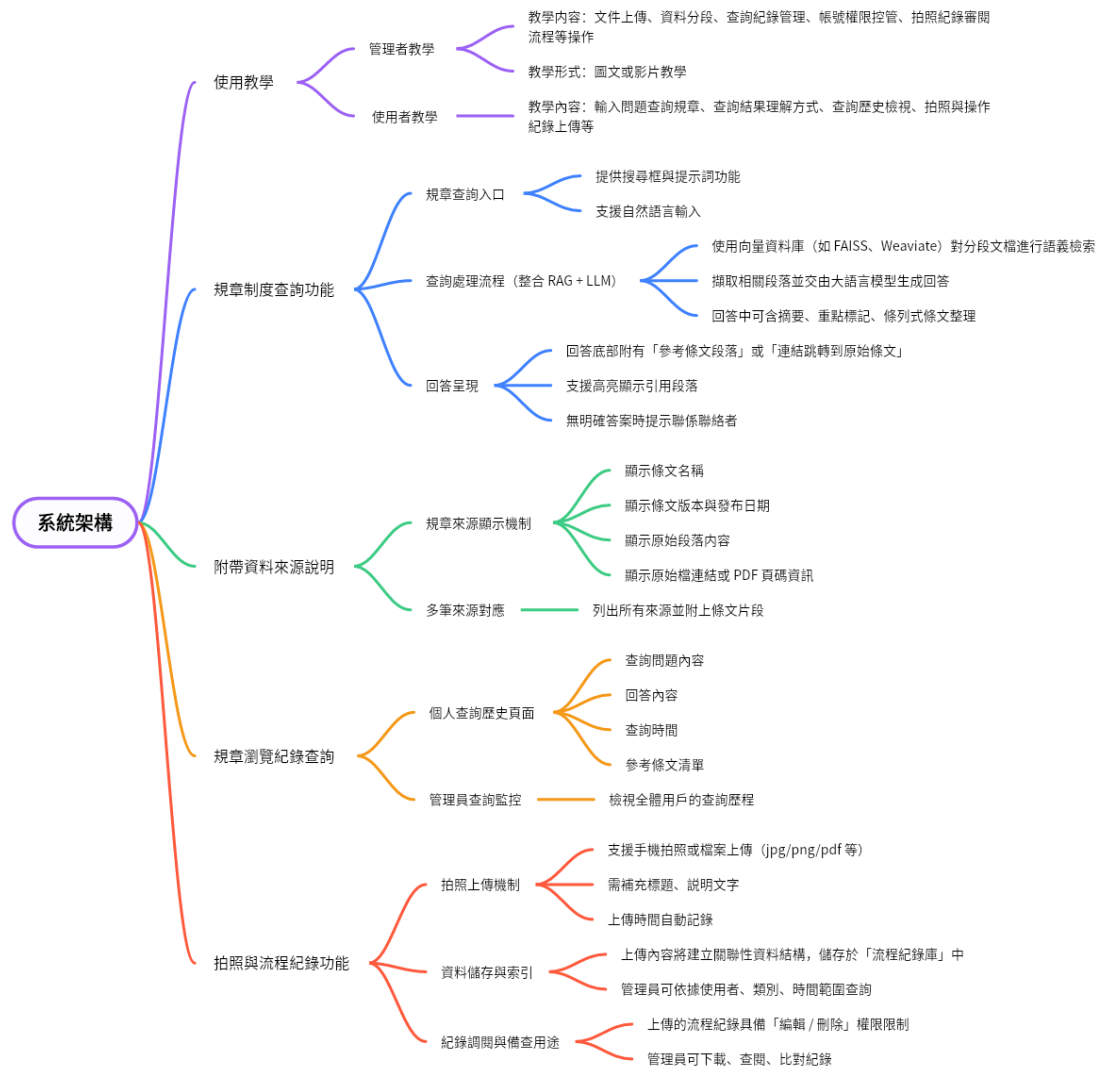 系統架構
使用教學
管理者教學
教學內容：文件上傳、資料分段、查詢紀錄管理、帳號權限控管、拍照紀錄審閱
流程等操作
教學形式：圖文或影片教學
使用者教學
教學內容：輸入問題查詢規章、查詢結果理解方式、查詢歷史檢視、拍照與操作
紀錄上傳等
規章制度查詢功能
規章查詢入口
提供搜尋框與提示詞功能
支援自然語言輸入
查詢處理流程（整合 RAG + LLM）
使用向量資料庫（如 FAISS、Weaviate）對分段文檔進行語義檢索
擷取相關段落並交由大語言模型生成回答
回答中可含摘要、重點標記、條列式條文整理
回答呈現
回答底部附有「參考條文段落」或「連結跳轉到原始條文」
支援高亮顯示引用段落
無明確答案時提示聯係聯絡者
附帶資料來源說明
規章來源顯示機制
顯示條文名稱
顯示條文版本與發布日期
顯示原始段落內容
顯示原始檔連結或 PDF 頁碼資訊
多筆來源對應
列出所有來源並附上條文片段
規章瀏覽紀錄查詢
個人查詢歷史頁面
查詢問題內容
回答內容
查詢時間
參考條文清單
管理員查詢監控
檢視全體用戶的查詢歷程
拍照與流程紀錄功能
拍照上傳機制
支援手機拍照或檔案上傳（jpg/png/pdf 等）
需補充標題、説明文字
上傳時間自動記錄
資料儲存與索引
上傳內容將建立關聯性資料結構，儲存於「流程紀錄庫」中
管理員可依據使用者、類別、時間範圍查詢
紀錄調閱與備查用途
上傳的流程紀錄具備「編輯 / 刪除」權限限制
管理員可下載、查閱、比對紀錄